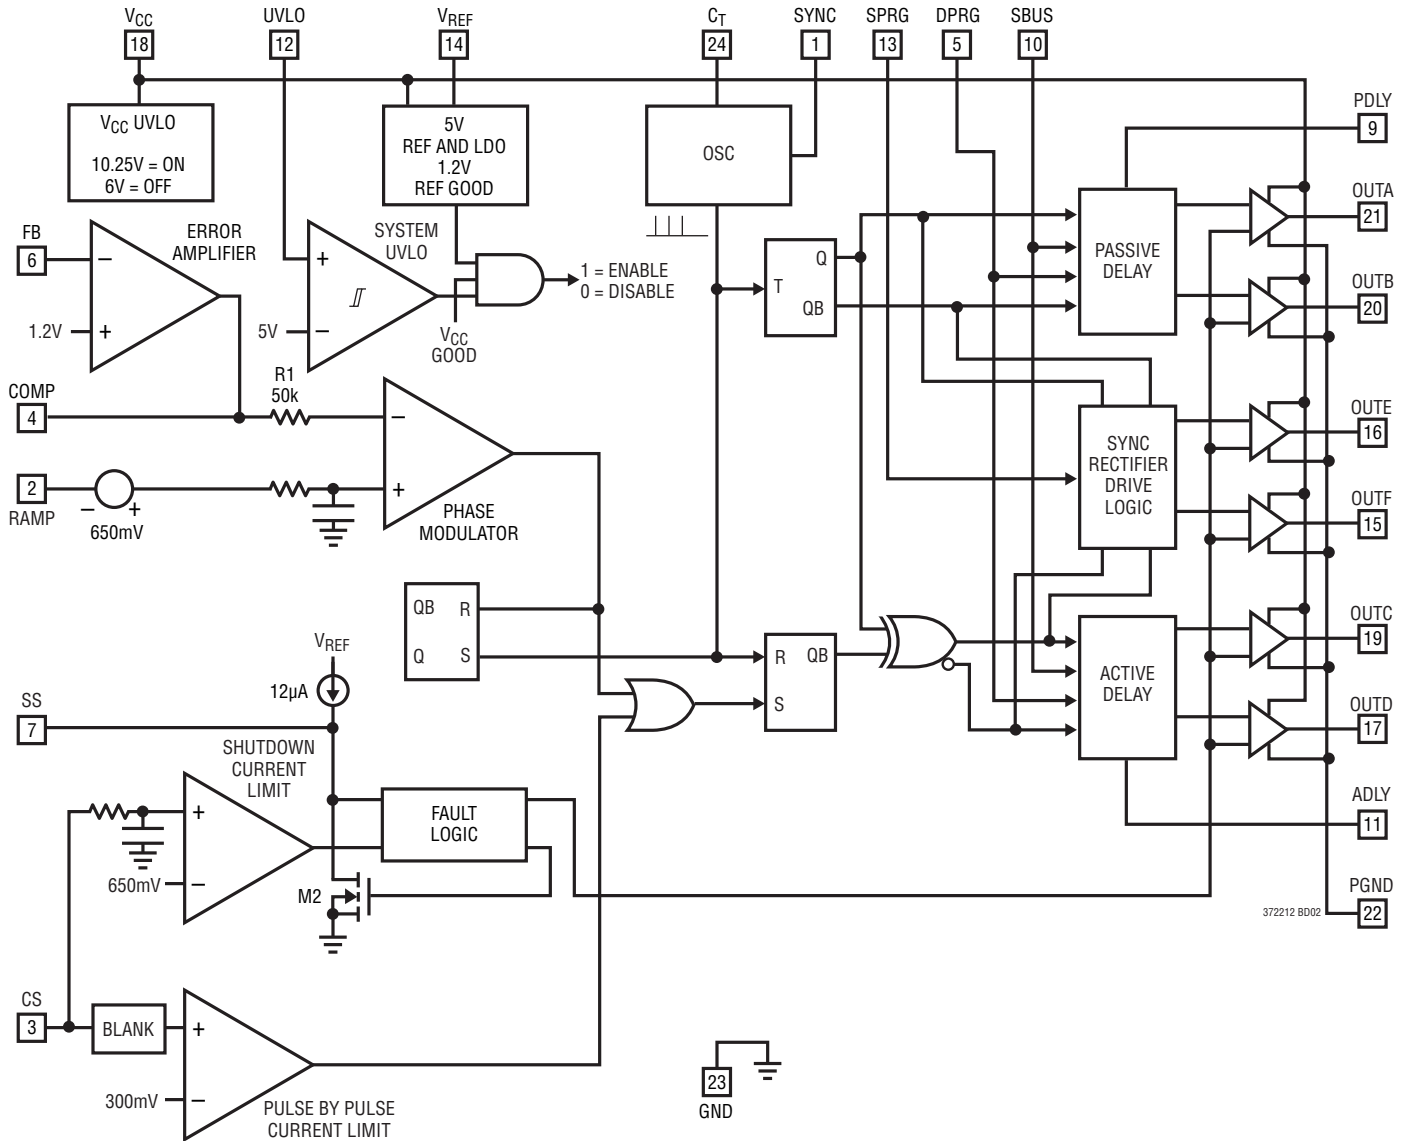 VCC
UVLO
VREF
CT
SYNC
SPRG
DPRG
SBUS
18
12
14
24
1
13
5
10
PDLY
9
VCC UVLO
10.25V = ON
6V = OFF
5V
REF AND LDO
1.2V
REF GOOD
OSC
OUTA
21
FB
6
ERROR
AMPLIFIER
−
1.2V
+
SYSTEM
UVLO
+
5V
−
VCC
GOOD
1 = ENABLE
0 = DISABLE
T
Q
QB
PASSIVE
DELAY
OUTB
20
COMP
4
R1
50k
−
+
PHASE
MODULATOR
2
RAMP
−
+
650mV
SYNC
RECTIFIER
DRIVE
LOGIC
OUTE
16
OUTF
15
QB
R
Q
S
R
QB
S
ACTIVE
DELAY
OUTC
19
OUTD
17
VREF
12µA
SS
7
SHUTDOWN
CURRENT
LIMIT
+
650mV
−
FAULT
LOGIC
M2
ADLY
11
PGND
22
372212 BD02
CS
3
BLANK
+
300mV
−
PULSE BY PULSE
CURRENT LIMIT
23
GND